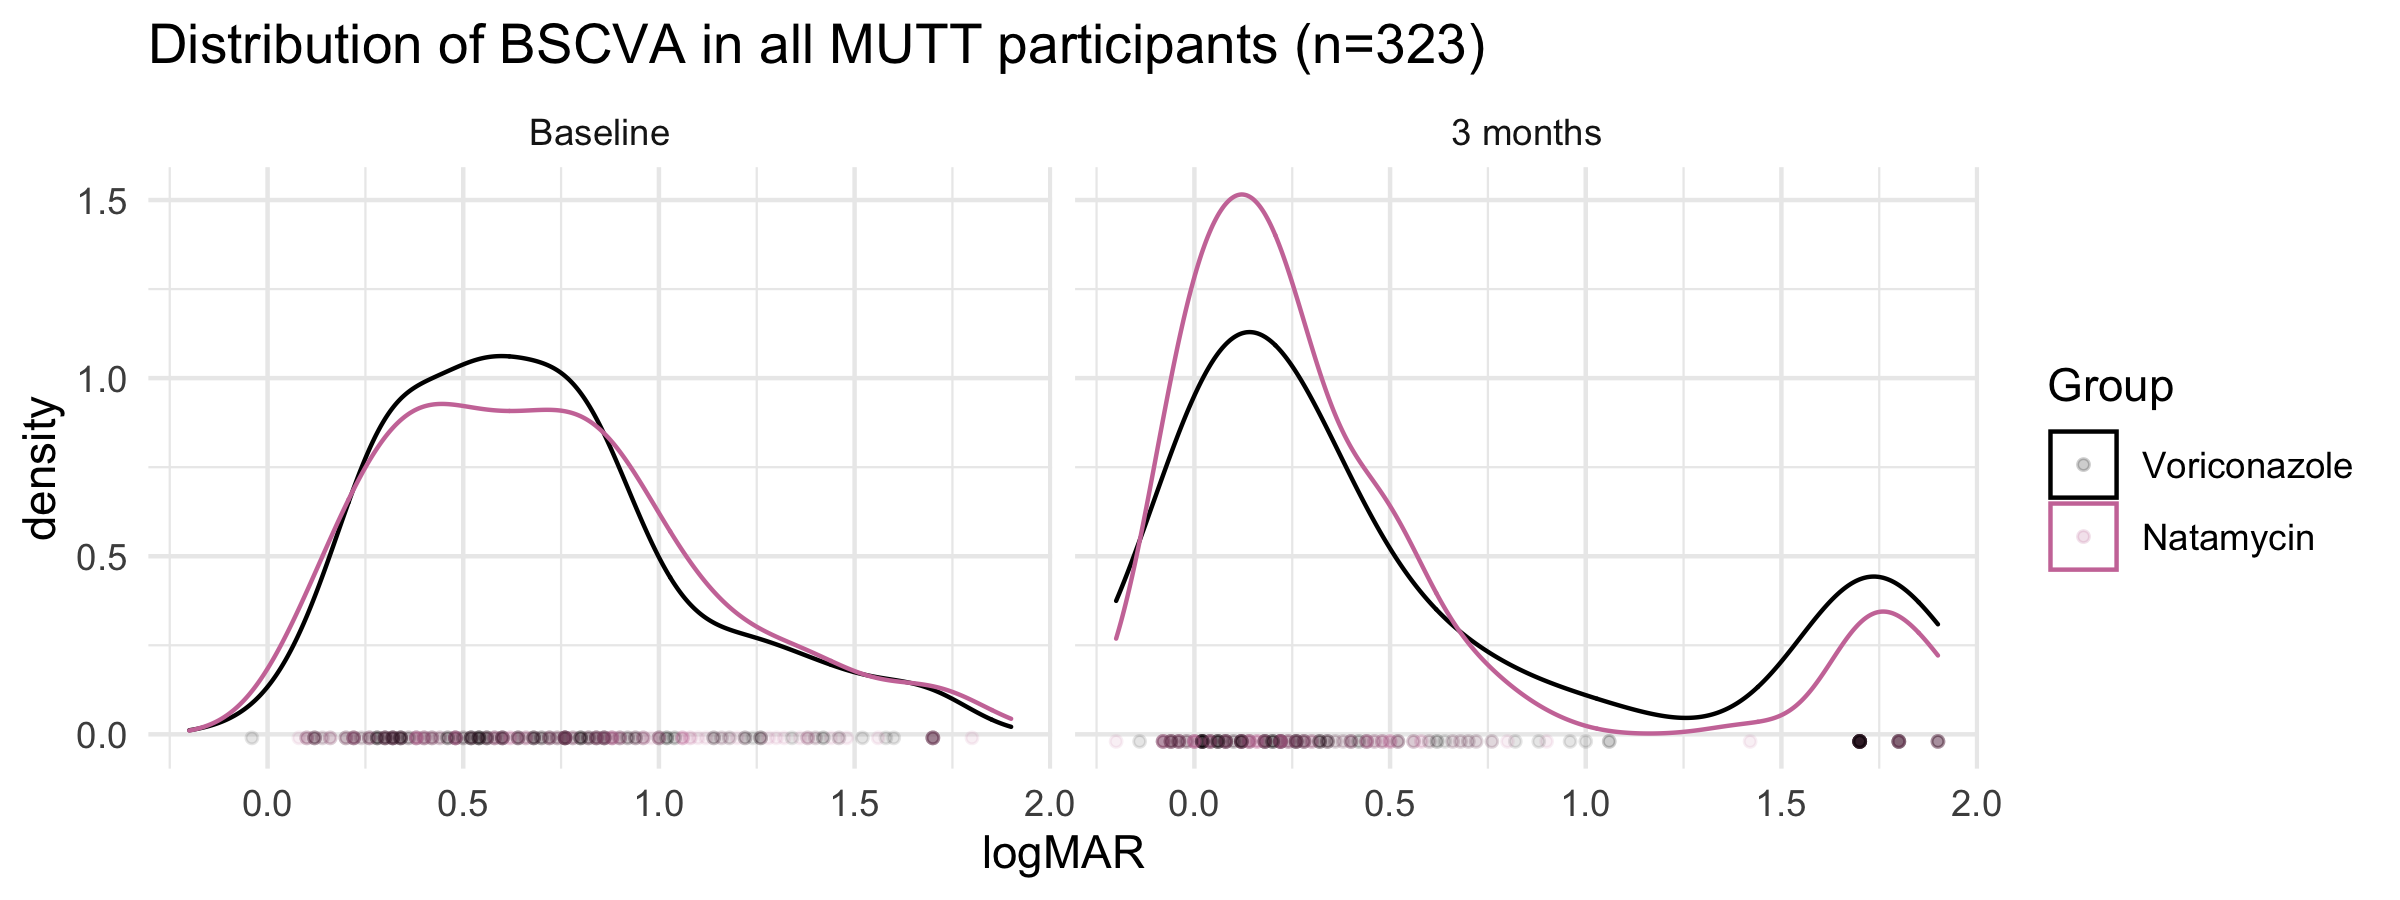 Distribution of BSCVA in all MUTT participants (n=323)
Baseline
3 months
1.5
1.0
0.5
0.0
density
0.0 0.5 1.0 1.5 2.0
0.0 0.5 1.0 1.5 2.0
logMAR
Group
Voriconazole
Natamycin